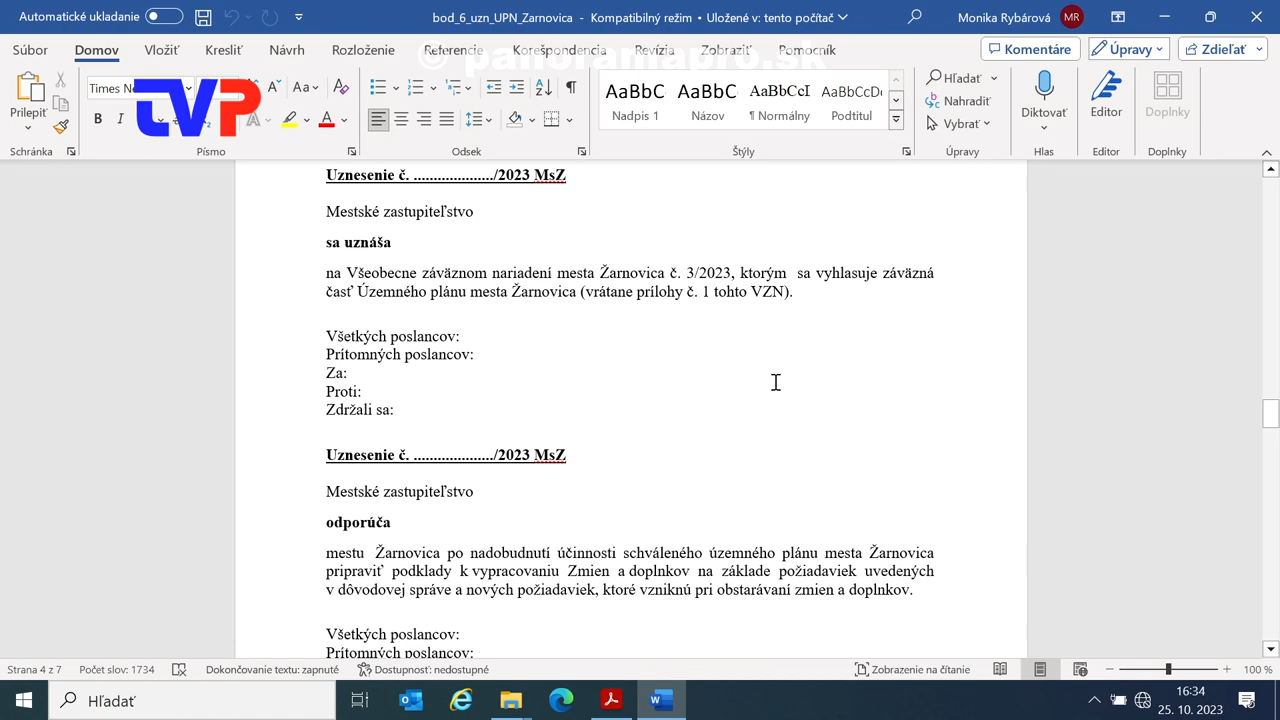 Automatické ukladanie
bod_6_uzn_UPN_Zarnovica - Kompatibilný režim • Uložené v: tento počítač
Monika Rybárová MR
Súbor Domov Vložiť Kresliť Návrh Rozloženie Referencie Korešpondencia Revízia Zobraziť Pomocník
Komentáre Úpravy Zdieľať
© panoramapro.sk
Prilepiť
Times N
TVP
B I
AaBbC AaBbC AaBbCcI AaBbCcD
Nadpis 1 Názov ¶ Normálny Podtitul
Hľadať
Nahradiť
Vybrať
Diktovať
Editor
Doplnky
Schránka Písmo Odsek Štýly Úpravy Hlas Editor Doplnky
Uznesenie č. ..................../2023 MsZ
Mestské zastupiteľstvo
sa uznáša
na Všeobecne záväznom nariadení mesta Žarnovica č. 3/2023, ktorým sa vyhlasuje záväzná
časť Územného plánu mesta Žarnovica (vrátane prílohy č. 1 tohto VZN).
Všetkých poslancov:
Prítomných poslancov:
Za:
Proti:
Zdržali sa:
Uznesenie č. ..................../2023 MsZ
Mestské zastupiteľstvo
odporúča
mestu Žarnovica po nadobudnutí účinnosti schváleného územného plánu mesta Žarnovica
pripraviť podklady k vypracovaniu Zmien a doplnkov na základe požiadaviek uvedených
v dôvodovej správe a nových požiadaviek, ktoré vzniknú pri obstarávaní zmien a doplnkov.
Všetkých poslancov:
Prítomných poslancov:
Strana 4 z 7 Počet slov: 1734 Dokončovanie textu: zapnuté Dostupnosť: nedostupné Zobrazenie na čítanie 100 %
Hľadať
16:34
25. 10. 2023